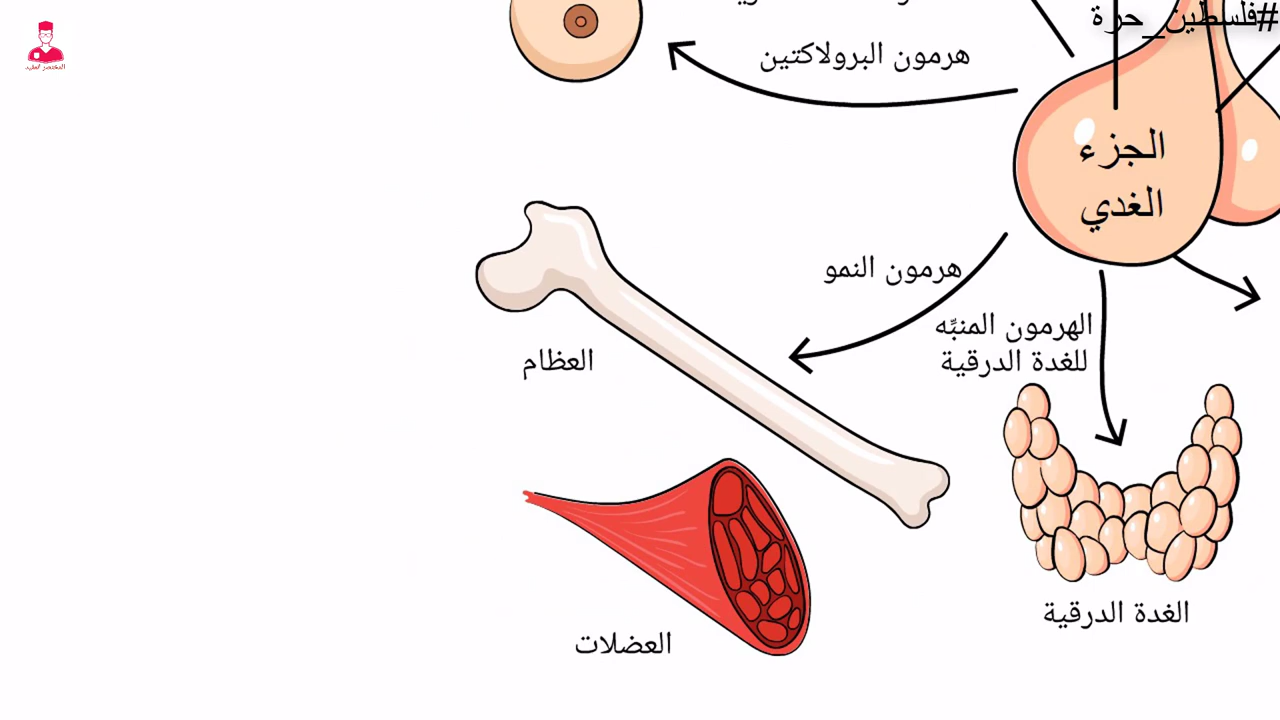 #فلسطين_حرة
هرمون البرولاكتين
الجزء
الغدي
هرمون النمو
الهرمون المنبِّه
للغدة الدرقية
العظام
الغدة الدرقية
العضلات